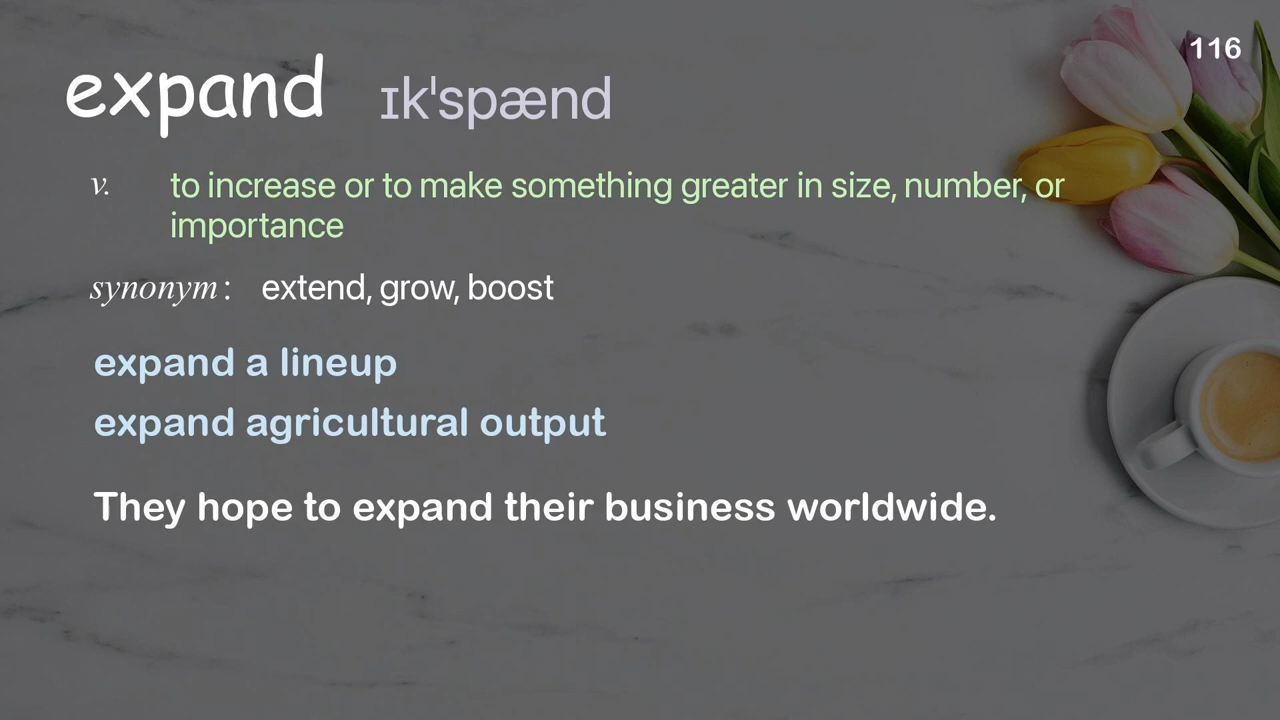 116
expand ɪk'spænd
v. to increase or to make something greater in size, number, or
importance
synonym: extend, grow, boost
expand a lineup
expand agricultural output
They hope to expand their business worldwide.